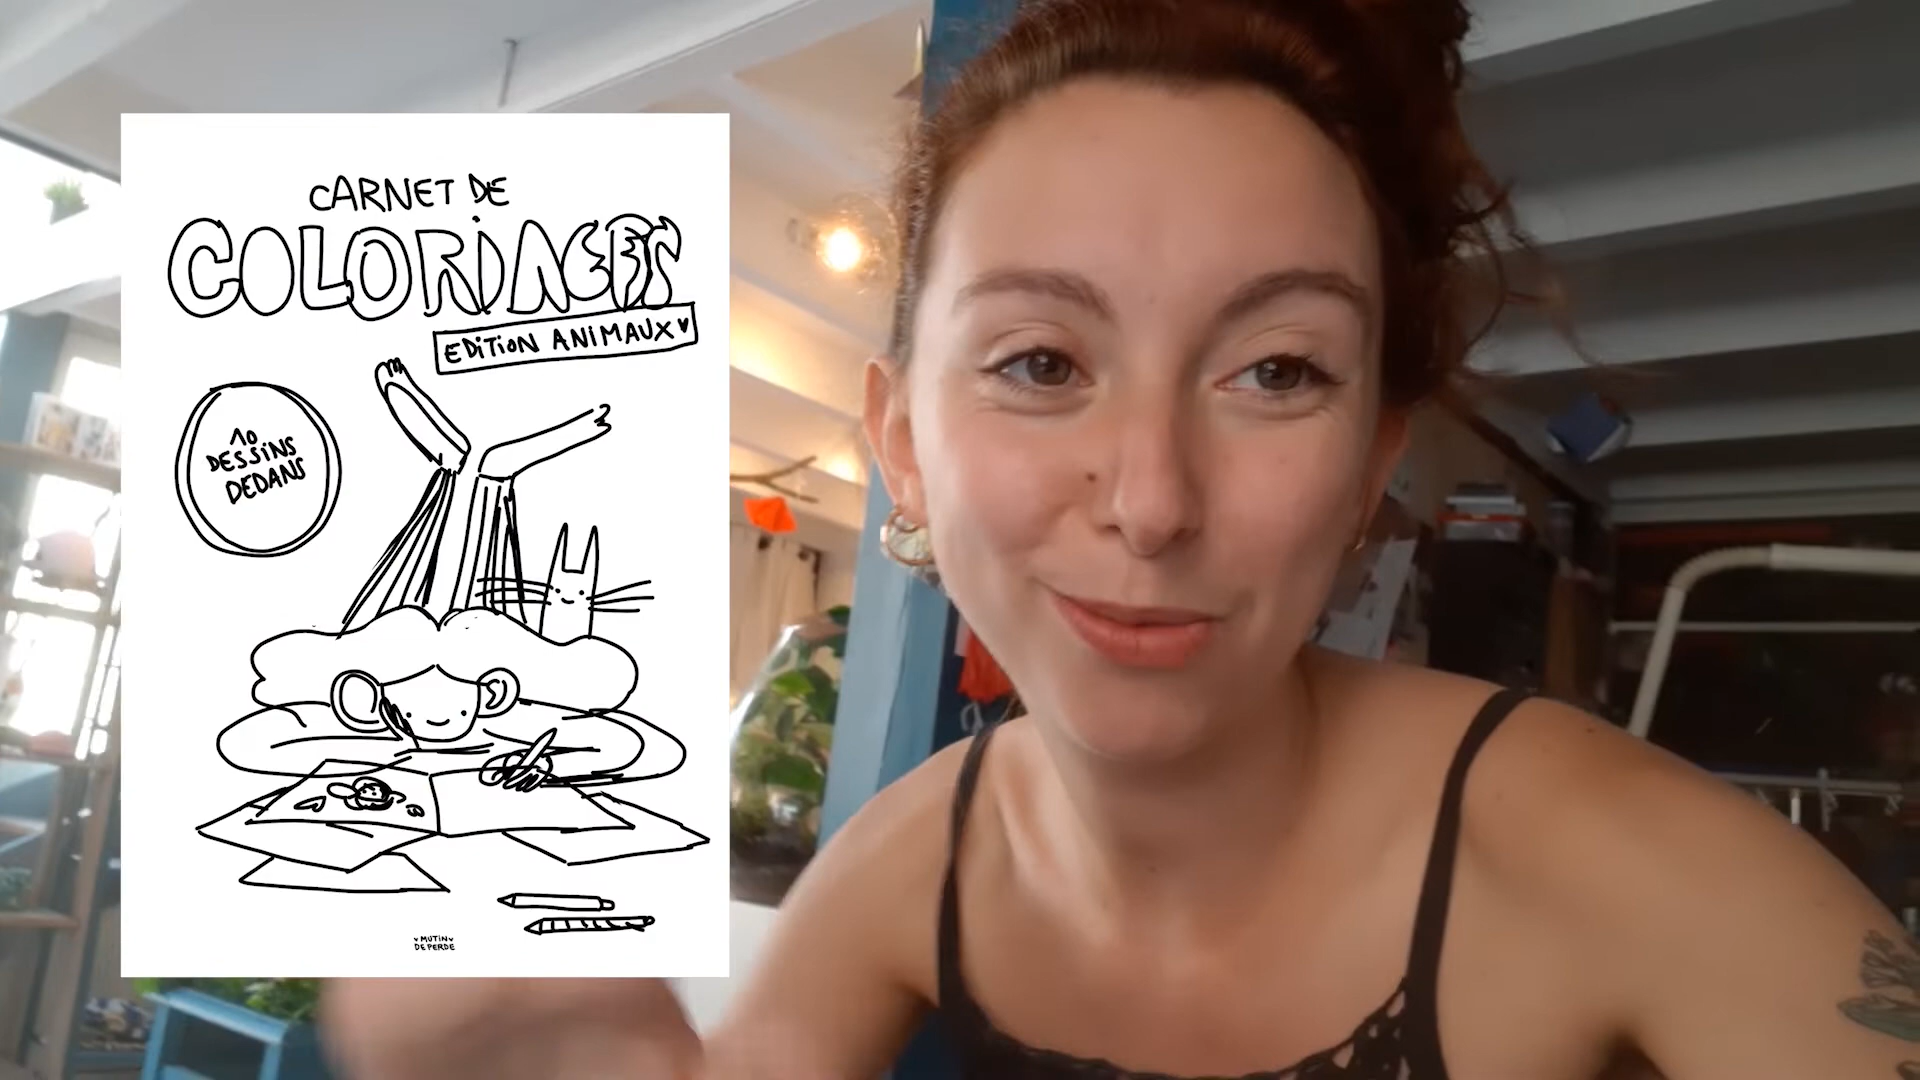 CARNET DE
COLORIAGES
EDITION ANIMAUX
10
DESSINS
DEDANS
MUTIN
DE PERDE